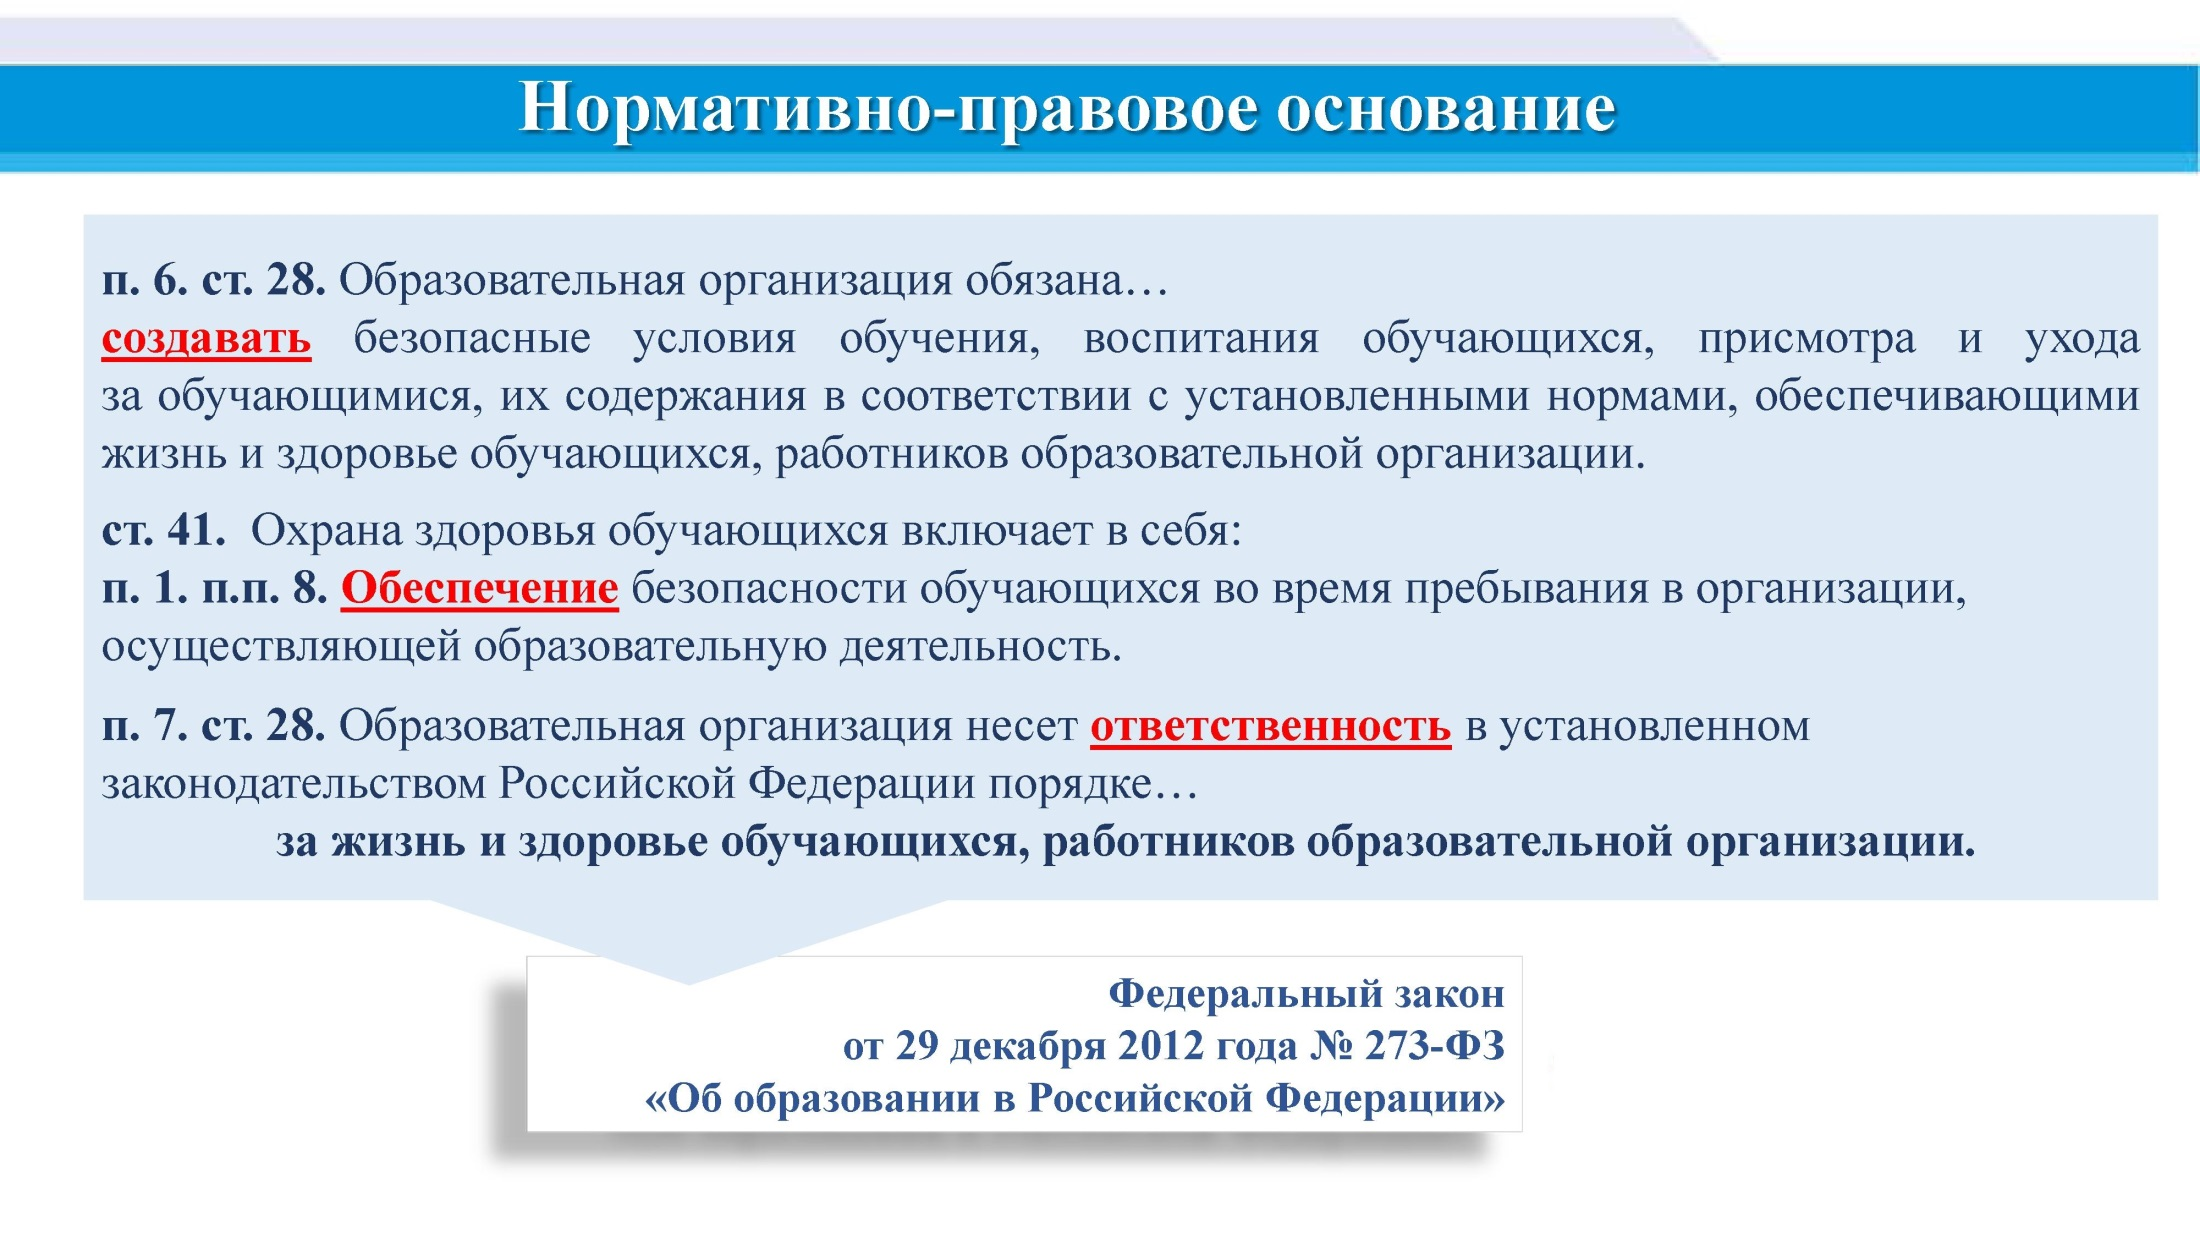 Нормативно-правовое основание
п. 6. ст. 28. Образовательная организация обязана…
создавать безопасные условия обучения, воспитания обучающихся, присмотра и ухода
за обучающимися, их содержания в соответствии с установленными нормами, обеспечивающими
жизнь и здоровье обучающихся, работников образовательной организации.
ст. 41. Охрана здоровья обучающихся включает в себя:
п. 1. п.п. 8. Обеспечение безопасности обучающихся во время пребывания в организации,
осуществляющей образовательную деятельность.
п. 7. ст. 28. Образовательная организация несет ответственность в установленном
законодательством Российской Федерации порядке…
за жизнь и здоровье обучающихся, работников образовательной организации.
Федеральный закон
от 29 декабря 2012 года № 273-ФЗ
«Об образовании в Российской Федерации»